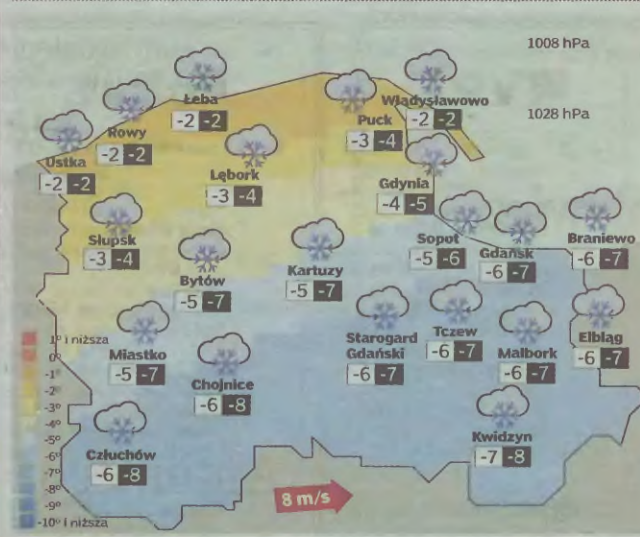 1008 hPa
1028 hPa
Łeba
-2 -2
Władysławowo
-2 -2
Rowy
-2 -2
Puck
-3 -4
Ustka
-2 -2
Lębork
-3 -4
Gdynia
-4 -5
Słupsk
-3 -4
Sopot
-5 -6
Gdańsk
-6 -7
Braniewo
-6 -7
Bytów
-5 -7
Kartuzy
-5 -7
Miastko
-5 -7
Chojnice
-6 -8
Starogard
Gdański
-6 -7
Tczew
-6 -7
Malbork
-6 -7
Elbląg
-6 -7
Człuchów
-6 -8
Kwidzyn
-7 -8
8 m/s
1° i niższa
0°
-1°
-2°
-3°
-4°
-5°
-6°
-7°
-8°
-9°
-10° i niższa